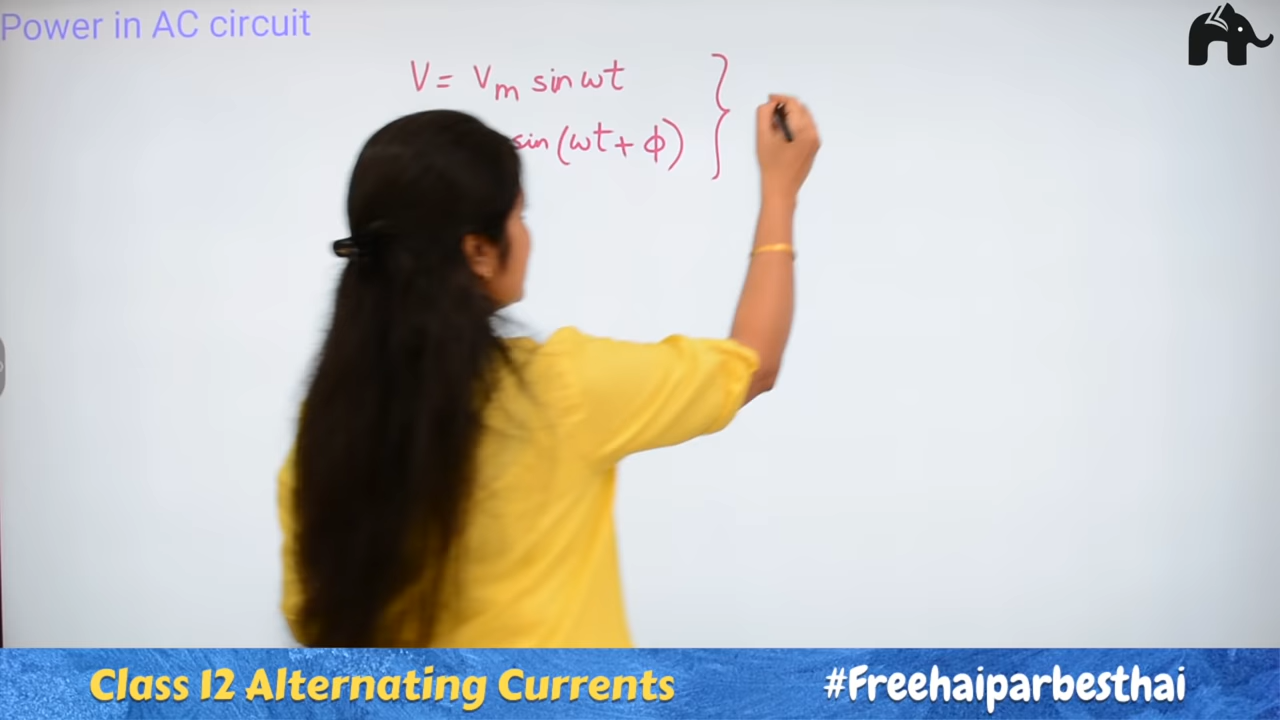 Power in AC circuit
V = Vm sin ωt
sin (ωt + ϕ)
Class 12 Alternating Currents
#Freehaiparbesthai